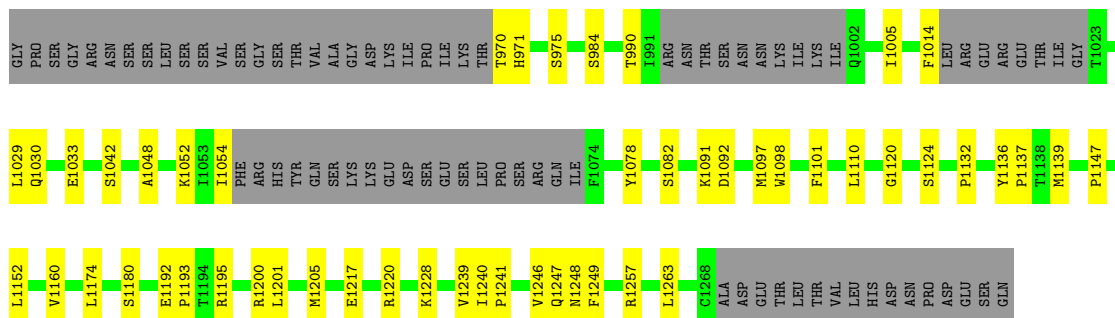 GLY PRO SER GLY ARG ASN SER SER LEU SER SER VAL SER GLY SER THR VAL ALA GLY ASP LYS ILE PRO ILE LYS THR T970 H971 S975 S984 T990 I991 ARG ASN THR SER ASN ASN LYS ILE LYS ILE Q1002 I1005 F1014 LEU ARG GLU ARG GLU THR ILE GLY T1023
L1029 Q1030 E1033 S1042 A1048 K1052 I1053 I1054 PHE ARG HIS TYR GLN SER LYS LYS GLU ASP SER GLU SER LEU PRO SER ARG GLN ILE F1074 Y1078 S1082 K1091 D1092 M1097 W1098 F1101 L1110 G1120 S1124 P1132 Y1136 P1137 T1138 M1139 P1147
L1152 V1160 L1174 S1180 E1192 P1193 T1194 R1195 R1200 L1201 M1205 E1217 R1220 K1228 V1239 I1240 P1241 V1246 Q1247 N1248 F1249 R1257 L1263 C1268 ALA ASP GLU THR LEU THR VAL LEU HIS ASP ASN PRO ASP GLU SER GLN